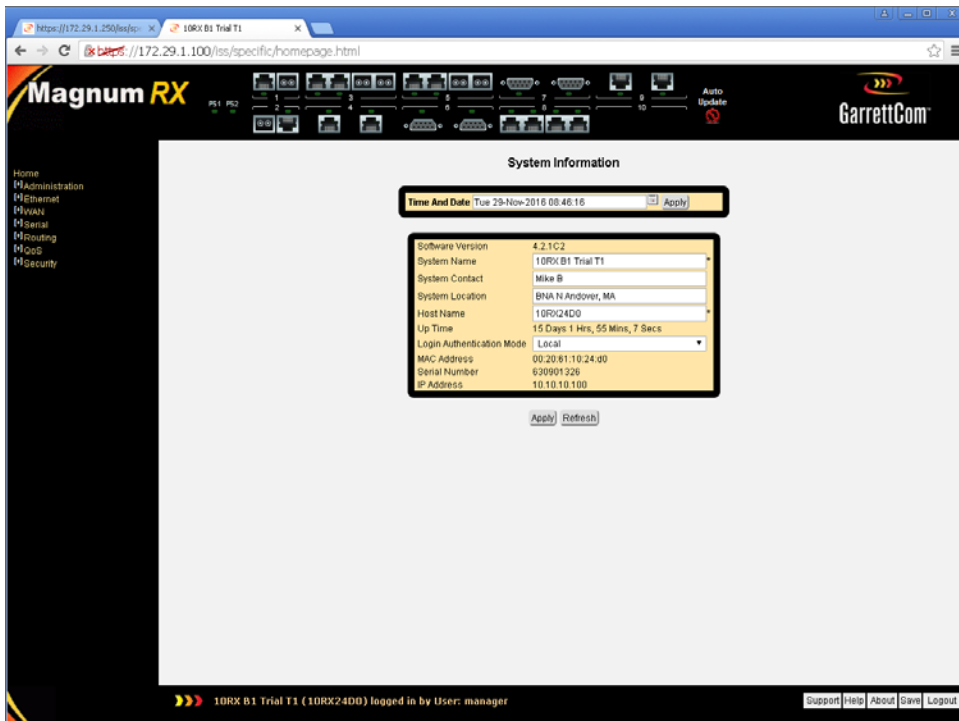 https://172.29.1.250/iss/sp
10RX B1 Trial T1
https://172.29.1.100/iss/specific/homepage.html
Magnum RX
PS1 PS2
1
2
3
4
5
6
7
8
9
10
Auto
Update
GarrettCom
Home
[+]Administration
[+]Ethernet
[+]WAN
[+]Serial
[+]Routing
[+]QoS
[+]Security
System Information
Time And Date Tue 29-Nov-2016 08:46:16 Apply
Software Version 4.2.1C2
System Name 10RX B1 Trial T1 *
System Contact Mike B
System Location BNA N Andover, MA
Host Name 10RX24D0 *
Up Time 15 Days 1 Hrs, 55 Mins, 7 Secs
Login Authentication Mode Local
MAC Address 00:20:61:10:24:d0
Serial Number 630901326
IP Address 10.10.10.100
Apply Refresh
10RX B1 Trial T1 (10RX24D0) logged in by User: manager
Support Help About Save Logout